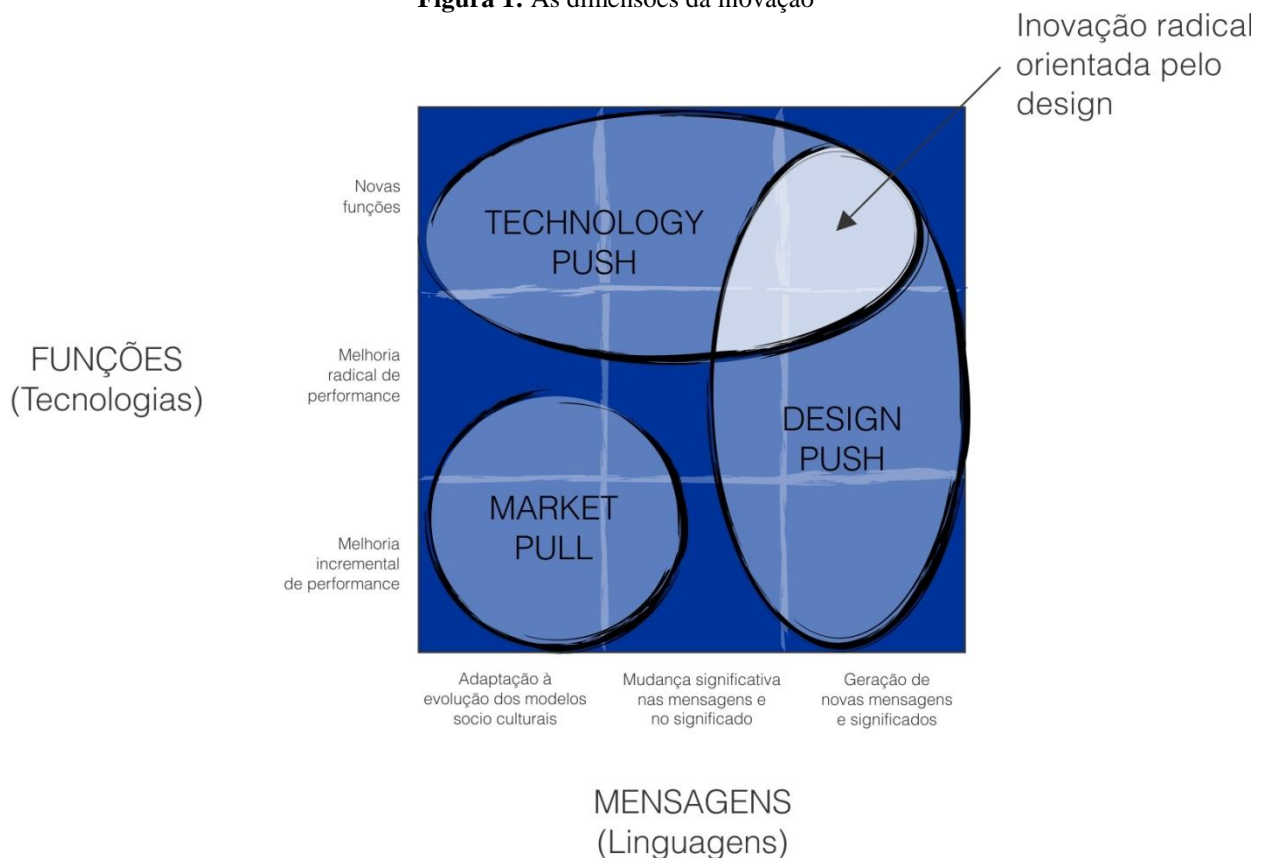 Figura 1: As dimensões da inovação
Inovação radical
orientada pelo
design
Novas
funções
TECHNOLOGY
PUSH
FUNÇÕES
(Tecnologias)
Melhoria
radical de
performance
DESIGN
PUSH
MARKET
PULL
Melhoria
incremental
de performance
Adaptação à
evolução dos modelos
socio culturais
Mudança significativa
nas mensagens e
no significado
Geração de
novas mensagens
e significados
MENSAGENS
(Linguagens)